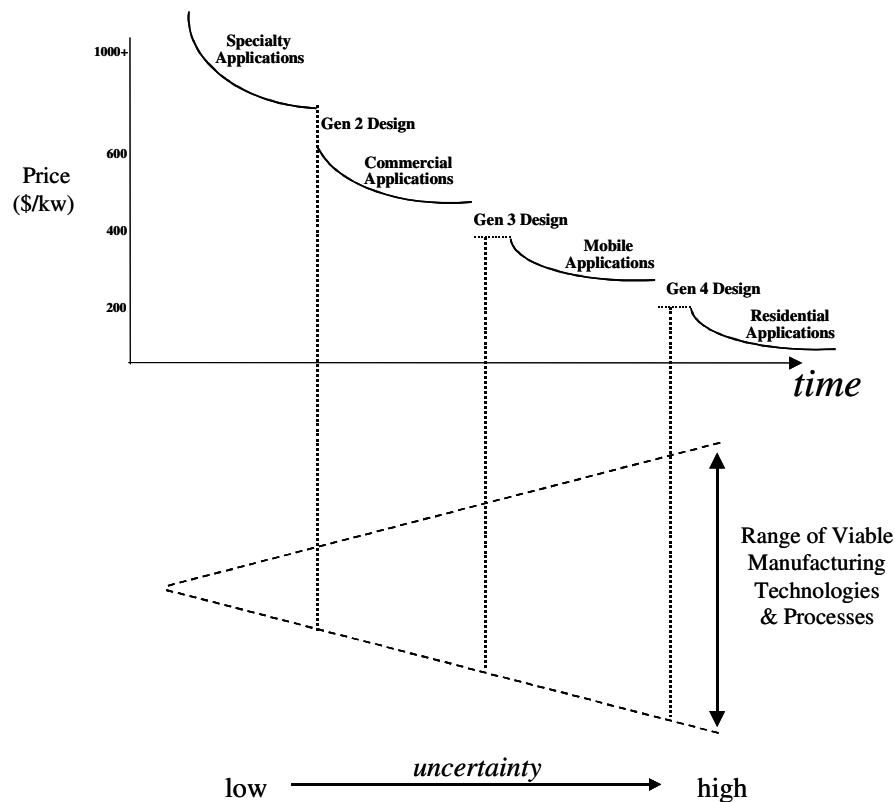 Specialty
Applications
1000+
Gen 2 Design
600
Commercial
Applications
Price
($/kw)
400
Gen 3 Design
Mobile
Applications
200
Gen 4 Design
Residential
Applications
time
Range of Viable
Manufacturing
Technologies
& Processes
uncertainty
low
high